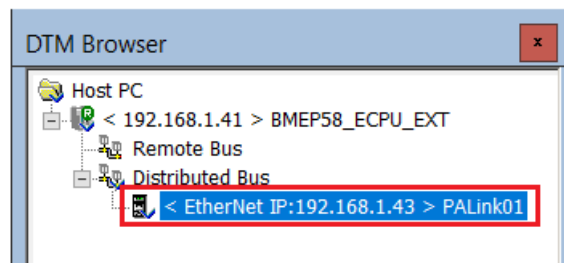 DTM Browser
x
Host PC
< 192.168.1.41 > BMEP58_ECPU_EXT
Remote Bus
Distributed Bus
< EtherNet IP:192.168.1.43 > PALink01